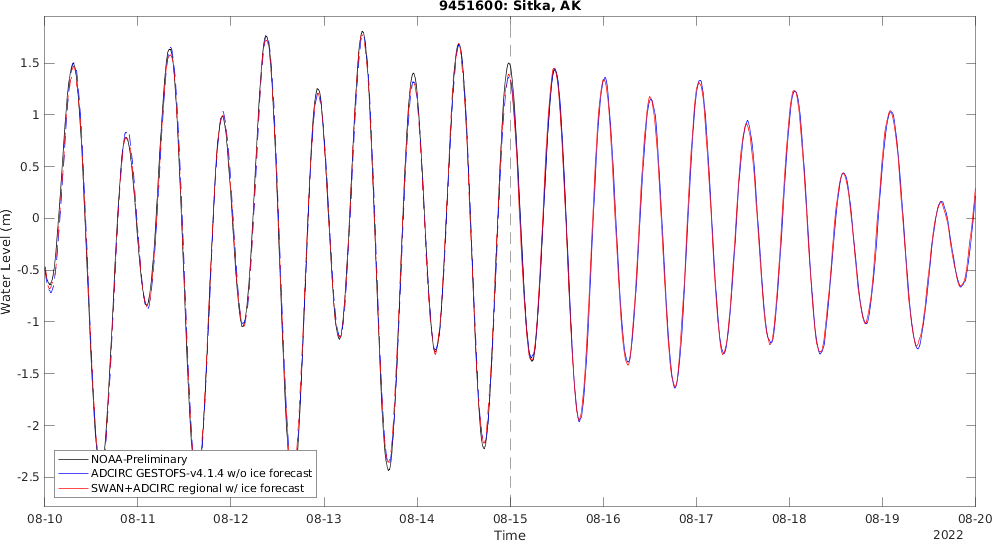 9451600: Sitka, AK
Water Level (m)
1.5
1
0.5
0
-0.5
-1
-1.5
-2
-2.5
NOAA-Preliminary
ADCIRC GESTOFS-v4.1.4 w/o ice forecast
SWAN+ADCIRC regional w/ ice forecast
08-10 08-11 08-12 08-13 08-14 08-15 08-16 08-17 08-18 08-19 08-20
Time
2022